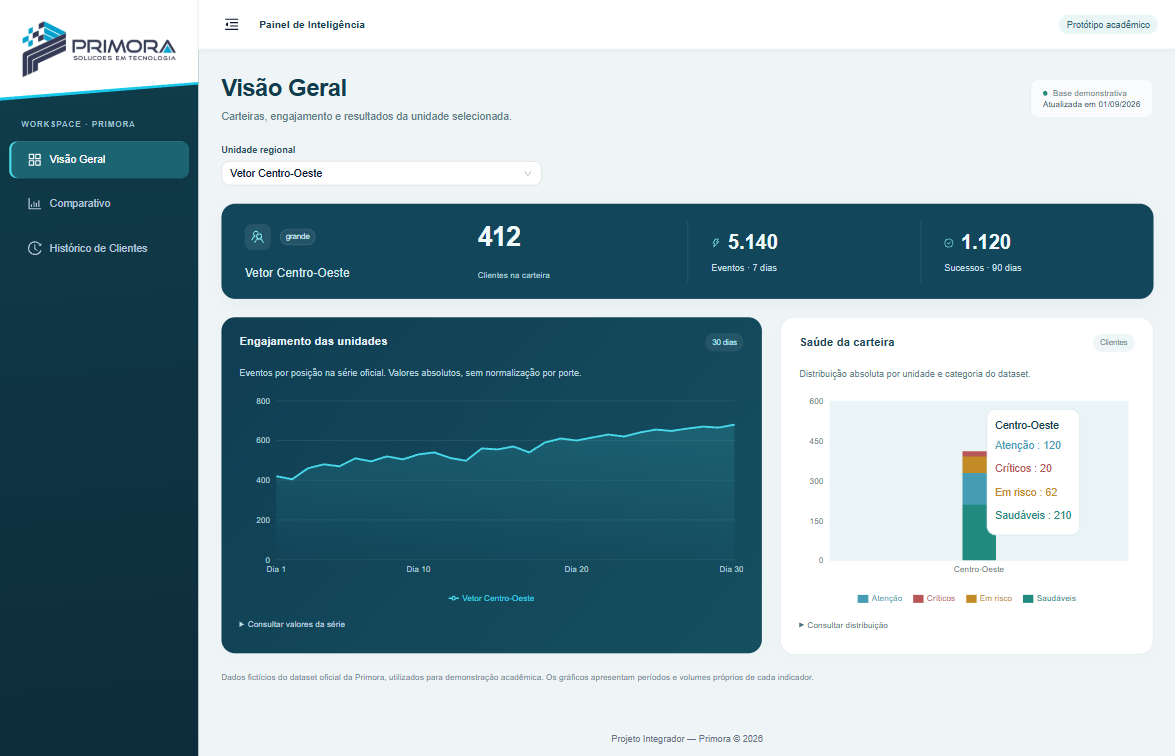 PRIMORA
SOLUÇÕES EM TECNOLOGIA
WORKSPACE · PRIMORA
Visão Geral
Comparativo
Histórico de Clientes
Painel de Inteligência
Protótipo acadêmico
Visão Geral
Carteiras, engajamento e resultados da unidade selecionada.
Base demonstrativa
Atualizada em 01/09/2026
Unidade regional
Vetor Centro-Oeste
grande
Vetor Centro-Oeste
412
Clientes na carteira
5.140
Eventos · 7 dias
1.120
Sucessos · 90 dias
Engajamento das unidades
30 dias
Eventos por posição na série oficial. Valores absolutos, sem normalização por porte.
800
600
400
200
0
Dia 1
Dia 10
Dia 20
Dia 30
Vetor Centro-Oeste
Consultar valores da série
Saúde da carteira
Clientes
Distribuição absoluta por unidade e categoria do dataset.
600
450
300
150
0
Centro-Oeste
Atenção : 120
Críticos : 20
Em risco : 62
Saudáveis : 210
Centro-Oeste
Atenção
Críticos
Em risco
Saudáveis
Consultar distribuição
Dados fictícios do dataset oficial da Primora, utilizados para demonstração acadêmica. Os gráficos apresentam períodos e volumes próprios de cada indicador.
Projeto Integrador — Primora © 2026